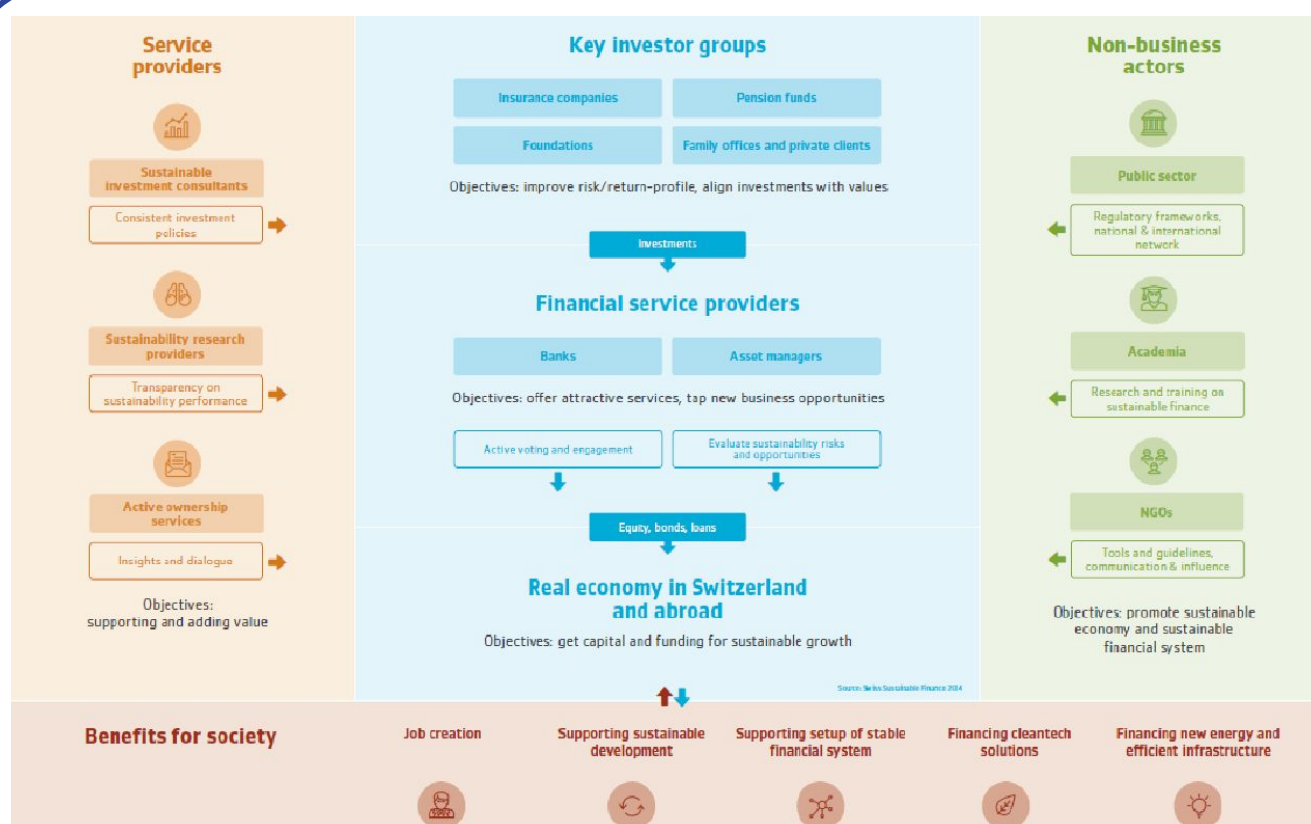 Service
providers
Sustainable
investment consultants
Consistent investment
policies
Sustainability research
providers
Transparency on
sustainability performance
Active ownership
services
Insights and dialogue
Objectives:
supporting and adding value
Key investor groups
Insurance companies
Pension funds
Foundations
Family offices and private clients
Objectives: improve risk/return-profile, align investments with values
Investments
Financial service providers
Banks
Asset managers
Objectives: offer attractive services, tap new business opportunities
Active voting and engagement
Evaluate sustainability risks
and opportunities
Equity, bonds, loans
Real economy in Switzerland
and abroad
Objectives: get capital and funding for sustainable growth
Source: Swiss Sustainable Finance 2014
Non-business
actors
Public sector
Regulatory frameworks,
national & international
network
Academia
Research and training on
sustainable finance
NGOs
Tools and guidelines,
communication & influence
Objectives: promote sustainable
economy and sustainable
financial system
Benefits for society
Job creation
Supporting sustainable
development
Supporting setup of stable
financial system
Financing cleantech
solutions
Financing new energy and
efficient infrastructure